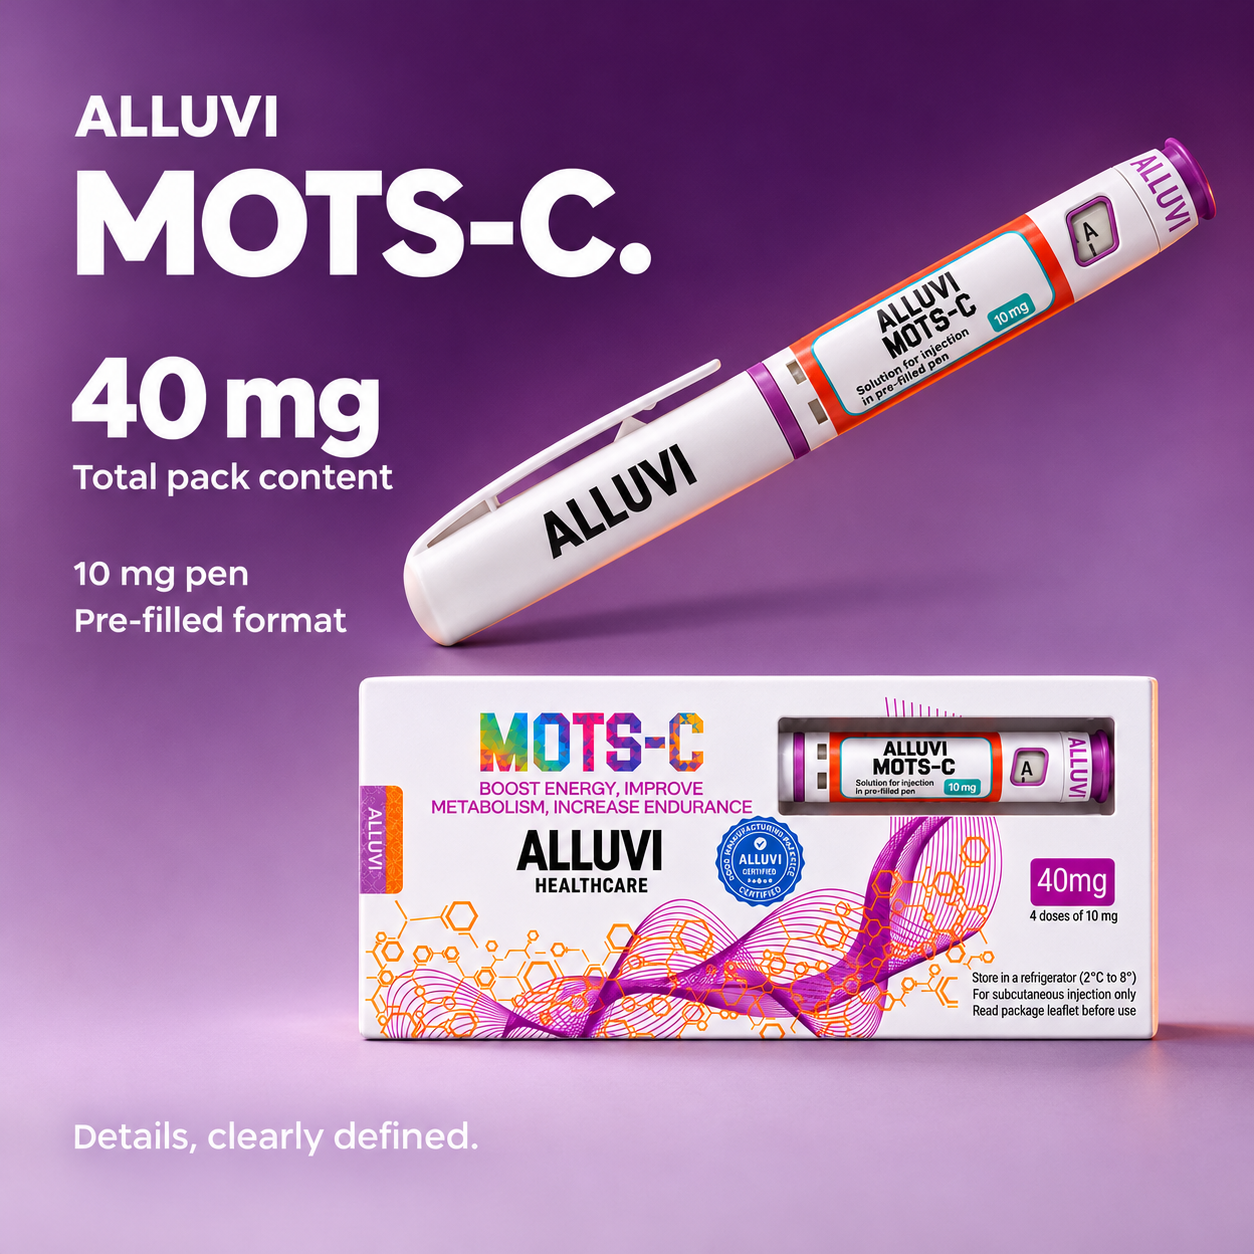 ALLUVI
MOTS-C.
40 mg
Total pack content
10 mg pen
Pre-filled format
ALLUVI
A
ALLUVI
MOTS-C
10 mg
Solution for injection
in pre-filled pen
ALLUVI
MOTS-C
BOOST ENERGY, IMPROVE
METABOLISM, INCREASE ENDURANCE
ALLUVI
HEALTHCARE
ALLUVI
ALLUVI
CERTIFIED
CERTIFIED
ALLUVI
MOTS-C
Solution for injection
in pre-filled pen
10 mg
A
ALLUVI
40mg
4 doses of 10 mg
Store in a refrigerator (2°C to 8°)
For subcutaneous injection only
Read package leaflet before use
Details, clearly defined.